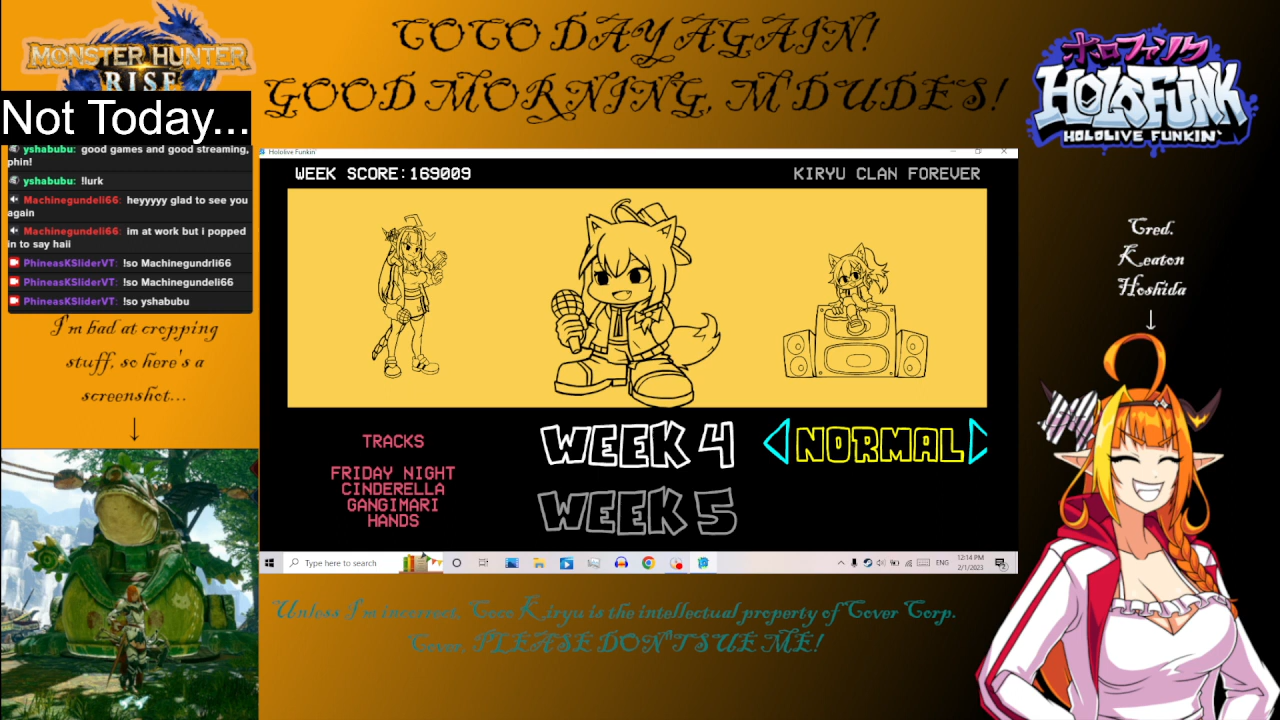 COCO DAY AGAIN!
GOOD MORNING, M'DUDES!
MONSTER HUNTER
RISE
Not Today...
yshabubu: good games and good streaming,
phin!
yshabubu: !lurk
Machinegundeli66: heyyyyy glad to see you
again
Machinegundeli66: im at work but i popped
in to say haii
PhineasKSliderVT: !so Machinegundrli66
PhineasKSliderVT: !so Machinegundeli66
PhineasKSliderVT: !so yshabubu
I'm bad at cropping
stuff, so here's a
screenshot...
↓
Hololive Funkin'
WEEK SCORE:169009
KIRYU CLAN FOREVER
TRACKS
FRIDAY NIGHT
CINDERELLA
GANGIMARI
HANDS
WEEK 4
NORMAL
WEEK 5
Type here to search
ENG
12:14 PM
2/1/2023
Unless I'm incorrect, Coco Kiryu is the intellectual property of Cover Corp.
PLEASE DON'T SUE ME!
ホロファンク
HOLOFUNK
HOLOLIVE FUNKIN'
Cred.
Keaton
Hoshida
↓